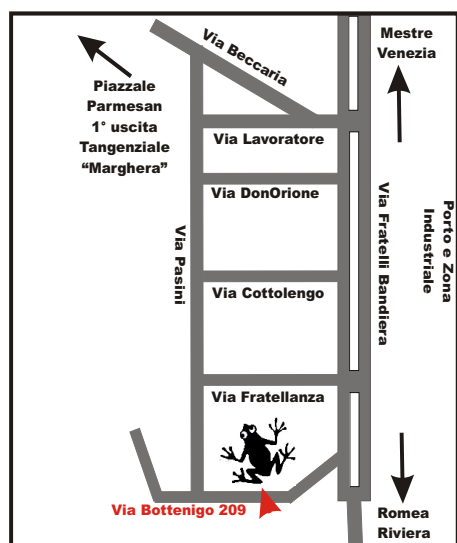 Mestre
Venezia
Via Beccaria
Piazzale
Parmesan
1° uscita
Tangenziale
“Marghera”
Via Lavoratore
Via DonOrione
Via Pasini
Via Fratelli Bandiera
Porto e Zona
Industriale
Via Cottolengo
Via Fratellanza
Via Bottenigo 209
Romea
Riviera